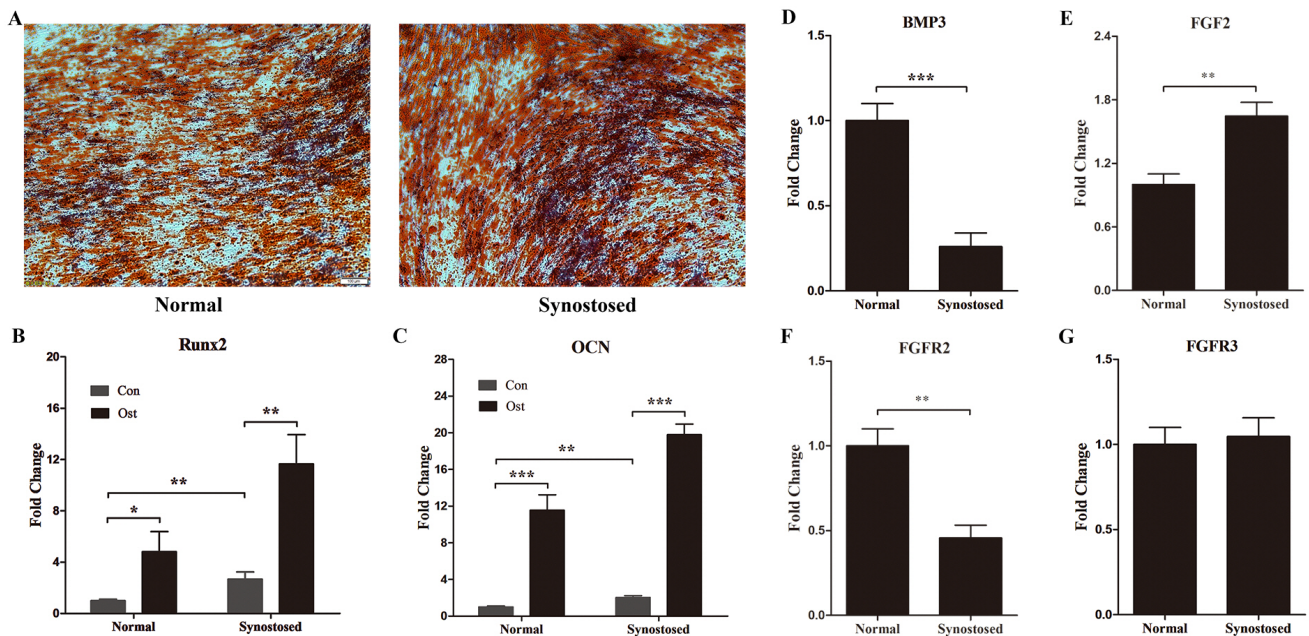 A
Normal
Synostosed
B
Runx2
Fold Change
20
16
12
8
4
0
Con
Ost
*
**
**
Normal
Synostosed
C
OCN
Fold Change
28
24
20
16
12
8
4
0
Con
Ost
***
**
***
Normal
Synostosed
D
BMP3
Fold Change
1.5
1.0
0.5
0.0
***
Normal
Synostosed
E
FGF2
Fold Change
2.4
1.8
1.2
0.6
0.0
**
Normal
Synostosed
F
FGFR2
Fold Change
1.5
1.0
0.5
0.0
**
Normal
Synostosed
G
FGFR3
Fold Change
1.5
1.0
0.5
0.0
Normal
Synostosed